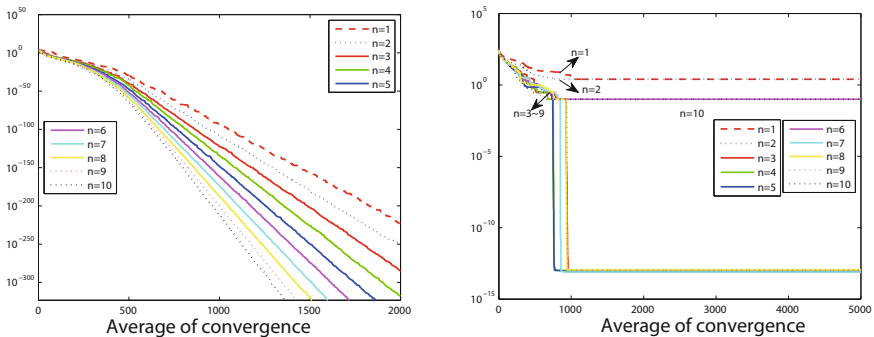 10^50
10^0
10^-50
10^-100
10^-150
10^-200
10^-250
10^-300
0
500
1000
1500
2000
Average of convergence
n=1
n=2
n=3
n=4
n=5
n=6
n=7
n=8
n=9
n=10
10^5
10^0
10^-5
10^-10
10^-15
0
1000
2000
3000
4000
5000
Average of convergence
n=1
n=2
n=3~9
n=10
n=1
n=2
n=3
n=4
n=5
n=6
n=7
n=8
n=9
n=10